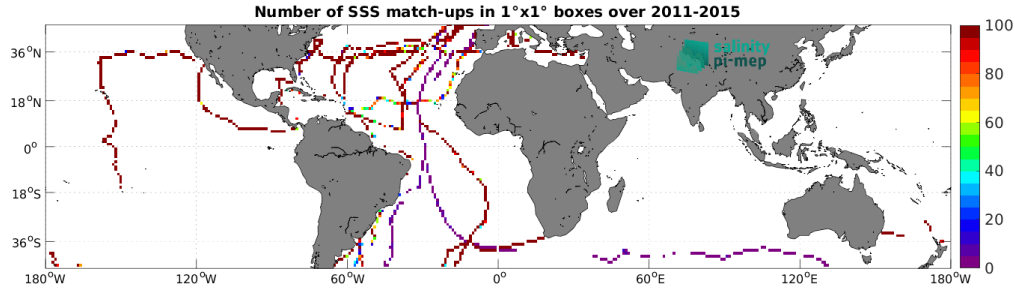 Number of SSS match-ups in 1°x1° boxes over 2011-2015
36°N
18°N
0°
18°S
36°S
180°W
120°W
60°W
0°
60°E
120°E
180°W
100
80
60
40
20
0
salinity
pi-mep